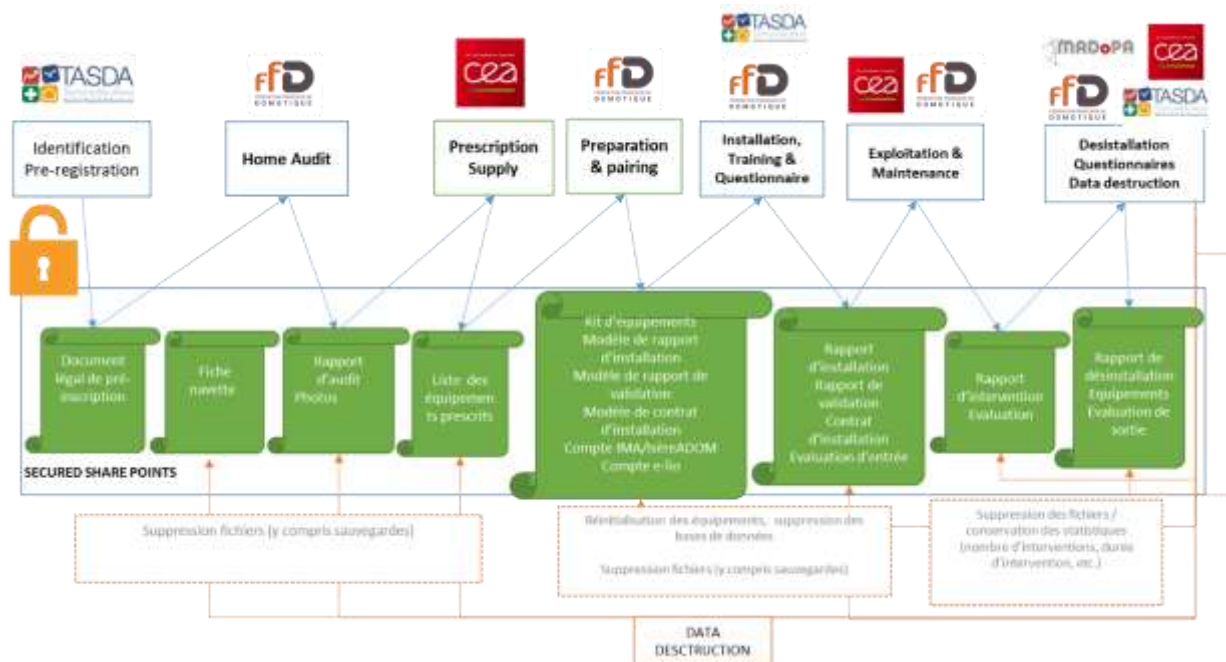 TASDA
FFD
FEDERATION FRANÇAISE DE
DOMOTIQUE
cea
FFD
DOMOTIQUE
TASDA
FFD
DOMOTIQUE
cea
FFD
DOMOTIQUE
MADoPA
cea
FFD
DOMOTIQUE
TASDA
Identification
Pre-registration
Home Audit
Prescription
Supply
Preparation
& pairing
Installation,
Training &
Questionnaire
Exploitation &
Maintenance
Desistallation
Questionnaires
Data destruction
Document
légal de pré-
inscription
Fiche
navette
Rapport
d'audit
Photos
Liste des
équipemen
ts prescrits
Kit d'équipements
Modèle de rapport
d'installation
Modèle de rapport de
validation
Modèle de contrat
d'installation
Compte IMA/IsèreADOM
Compte e-lio
Rapport
d'installation
Rapport de
validation
Contrat
d'installation
Evaluation d'entrée
Rapport
d'intervention
Evaluation
Rapport de
désinstallation
Equipements
Evaluation de
sortie
SECURED SHARE POINTS
Suppression fichiers (y compris sauvegardes)
Réinitialisation des équipements, suppression des
bases de données
Suppression fichiers (y compris sauvegardes)
Suppression des fichiers /
conservation des statistiques
(nombre d'interventions, durée
d'intervention, etc.)
DATA
DESCTRUCTION